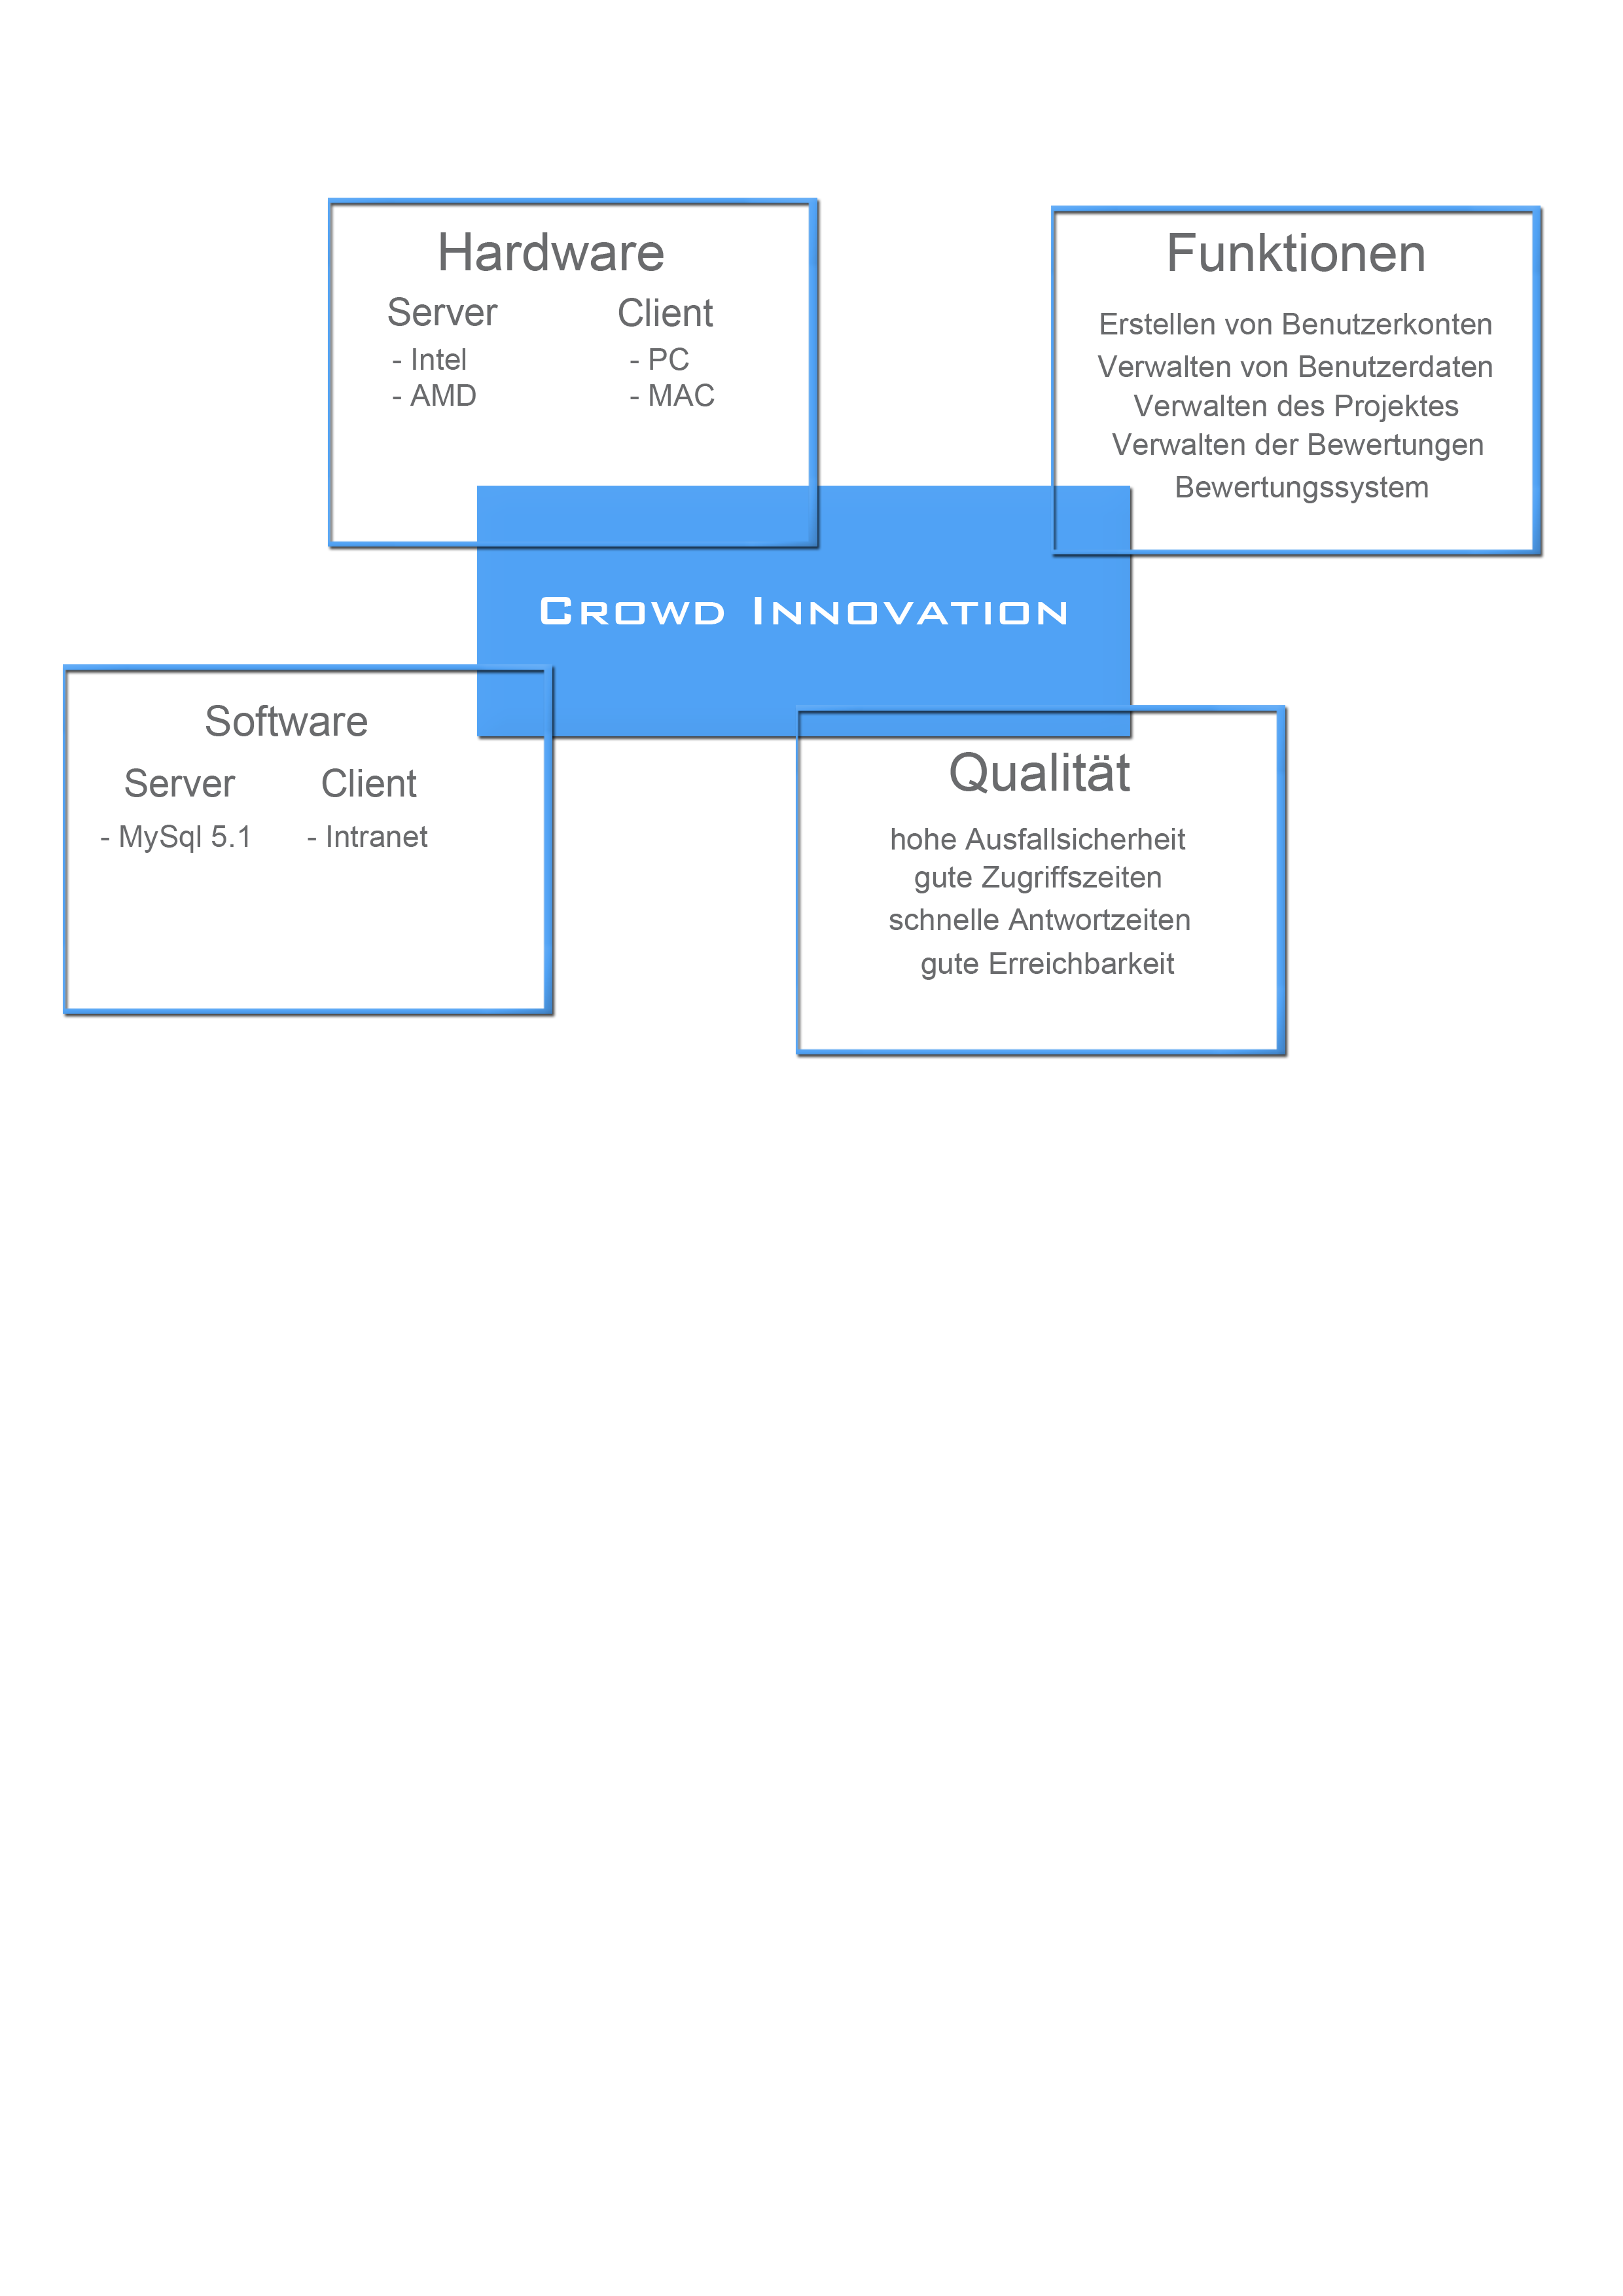 Hardware
Server
- Intel
- AMD
Client
- PC
- MAC
Funktionen
Erstellen von Benutzerkonten
Verwalten von Benutzerdaten
Verwalten des Projektes
Verwalten der Bewertungen
Bewertungssystem
Crowd Innovation
Software
Server
- MySql 5.1
Client
- Intranet
Qualität
hohe Ausfallsicherheit
gute Zugriffszeiten
schnelle Antwortzeiten
gute Erreichbarkeit